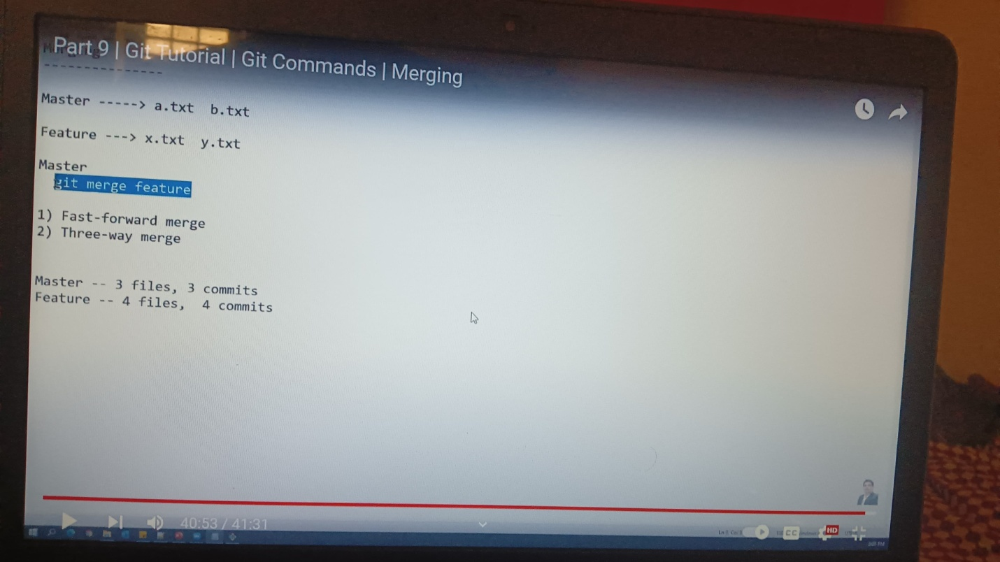 Part 9 | Git Tutorial | Git Commands | Merging
---------------
Master -----> a.txt  b.txt
Feature ---> x.txt  y.txt
Master
git merge feature
1) Fast-forward merge
2) Three-way merge
Master -- 3 files, 3 commits
Feature -- 4 files,  4 commits
40:53 / 41:31
CC
HD